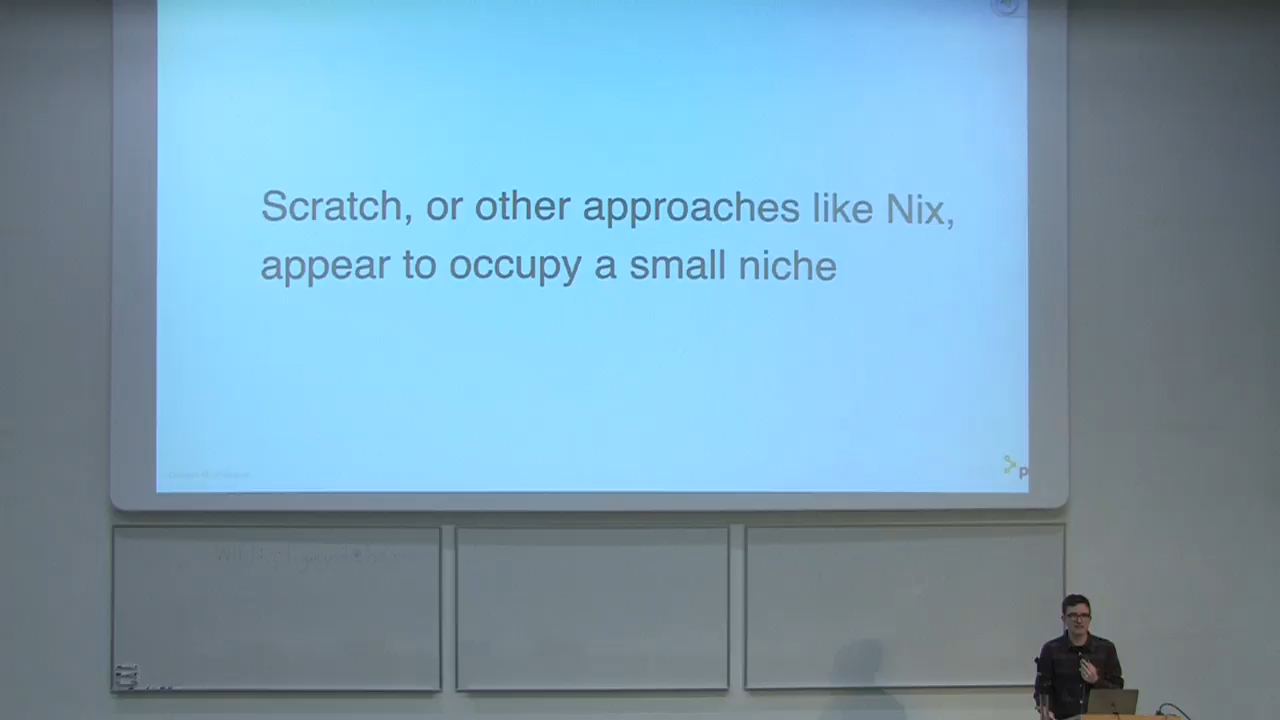 Scratch, or other approaches like Nix,
appear to occupy a small niche
p